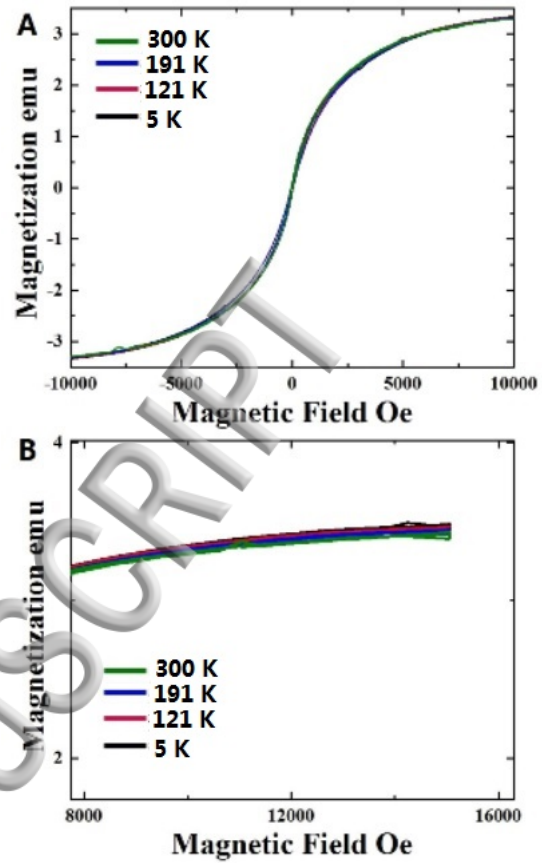 A
300 K
191 K
121 K
5 K
3
2
1
0
-1
-2
-3
Magnetization emu
-10000 -5000 0 5000 10000
Magnetic Field Oe
B
4
2
Magnetization emu
300 K
191 K
121 K
5 K
8000 12000 16000
Magnetic Field Oe
USCRIPT